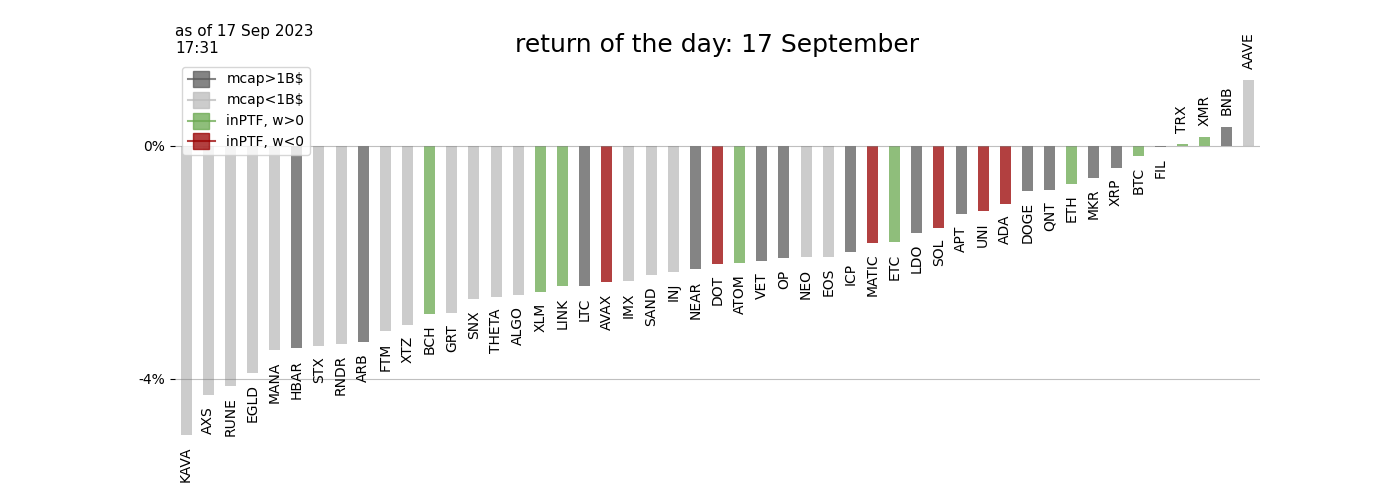 as of 17 Sep 2023
17:31
return of the day: 17 September
mcap>1B$
mcap<1B$
inPTF, w>0
inPTF, w<0
0%
-4%
KAVA
AXS
RUNE
EGLD
MANA
HBAR
STX
RNDR
ARB
FTM
XTZ
BCH
GRT
SNX
THETA
ALGO
XLM
LINK
LTC
AVAX
IMX
SAND
INJ
NEAR
DOT
ATOM
VET
OP
NEO
EOS
ICP
MATIC
ETC
LDO
SOL
APT
UNI
ADA
DOGE
QNT
ETH
MKR
XRP
BTC
FIL
TRX
XMR
BNB
AAVE